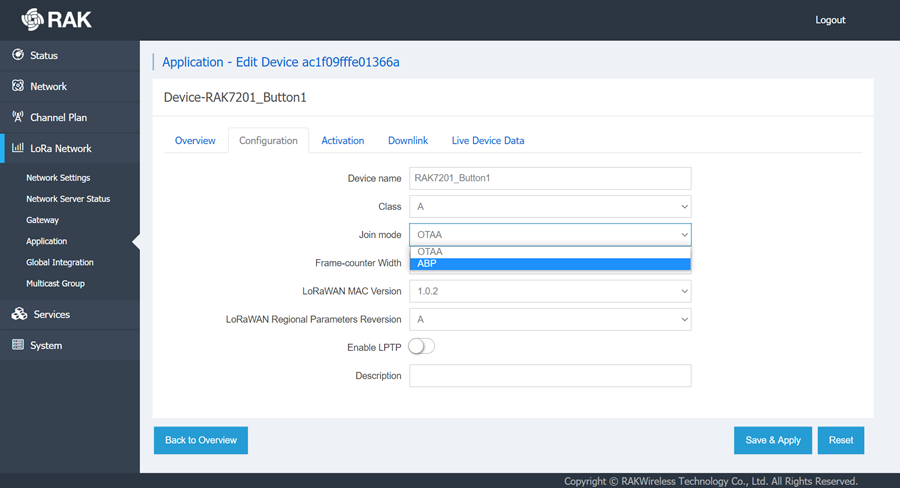 RAK
Logout
Status
Network
Channel Plan
LoRa Network
Network Settings
Network Server Status
Gateway
Application
Global Integration
Multicast Group
Services
System
Application - Edit Device ac1f09fffe01366a
Device-RAK7201_Button1
Overview Configuration Activation Downlink Live Device Data
Device name RAK7201_Button1
Class A
Join mode OTAA
OTAA
ABP
Frame-counter Width
LoRaWAN MAC Version 1.0.2
LoRaWAN Regional Parameters Reversion A
Enable LPTP
Description
Back to Overview Save & Apply Reset
Copyright © RAKWireless Technology Co., Ltd. All Rights Reserved.